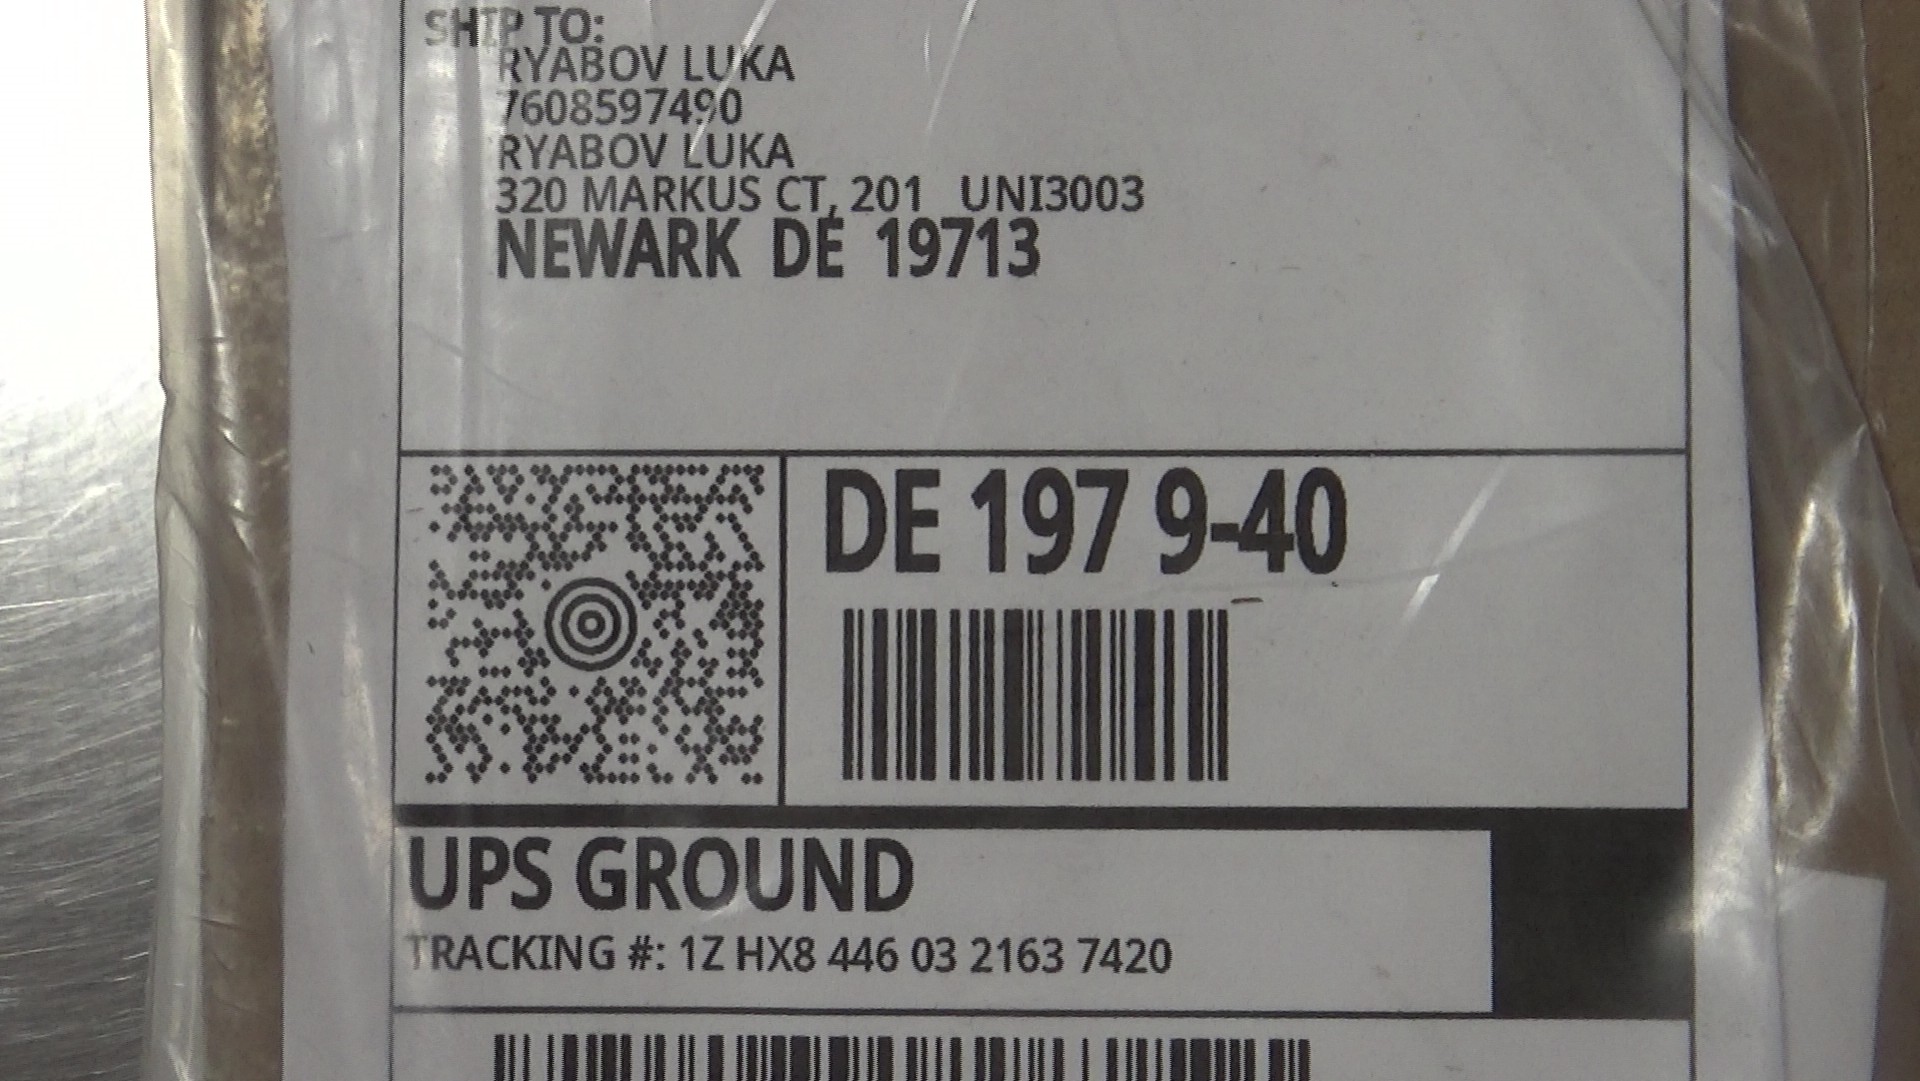 SHIP TO:
RYABOV LUKA
7608597490
RYABOV LUKA
320 MARKUS CT, 201 UNI3003
NEWARK DE 19713
DE 197 9-40
UPS GROUND
TRACKING #: 1Z HX8 446 03 2163 7420